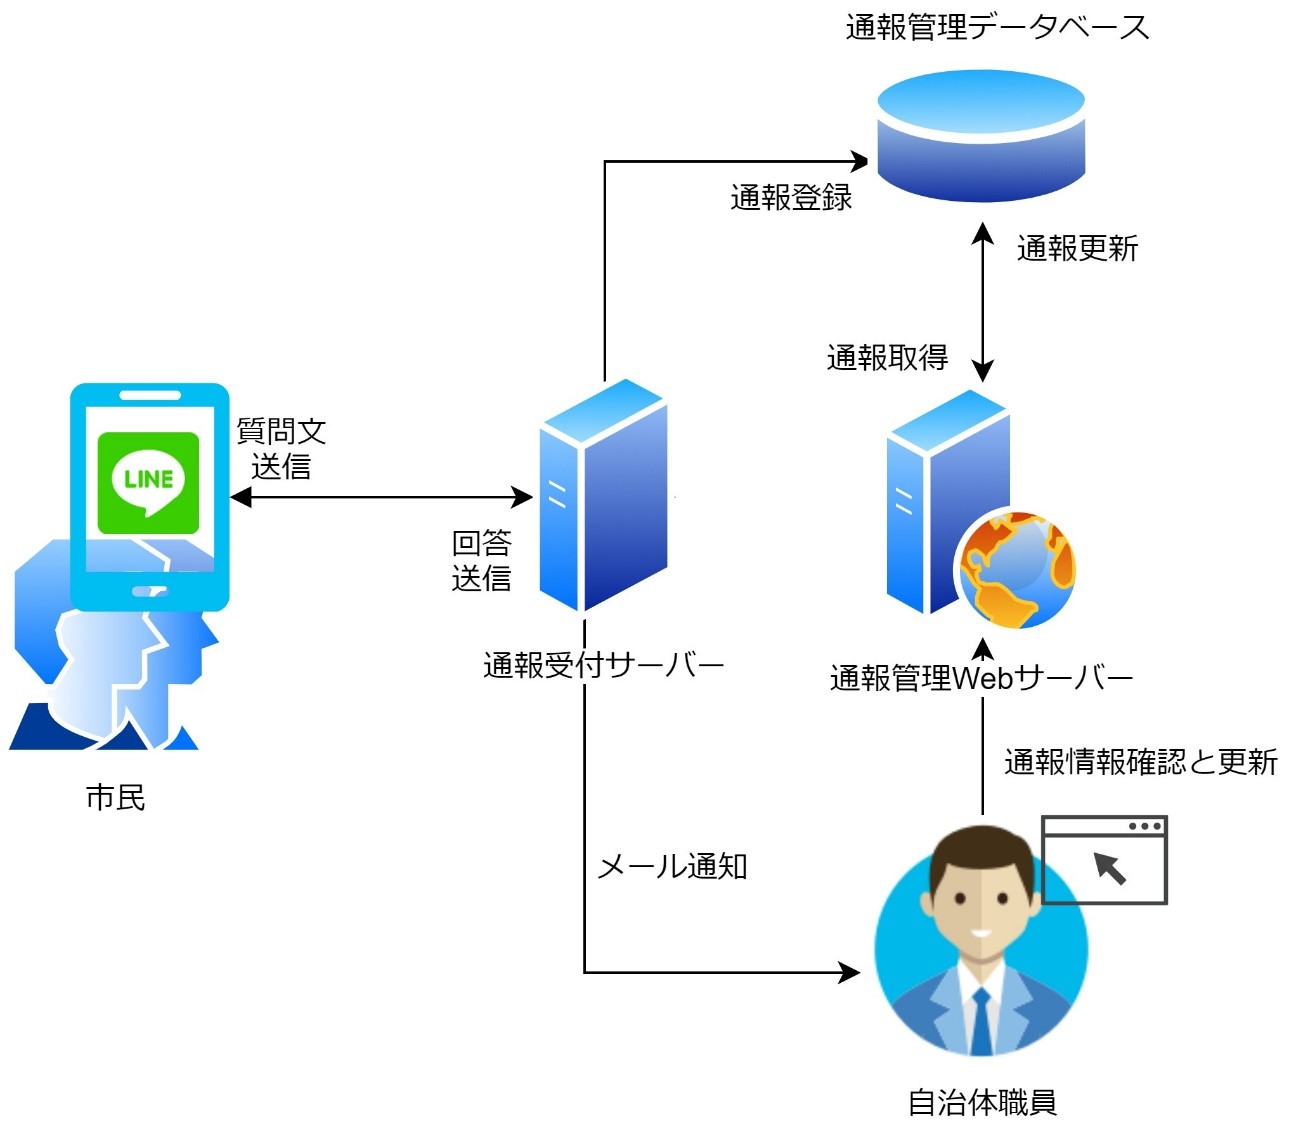 通報管理データベース
通報登録
通報更新
通報取得
質問文
送信
LINE
回答
送信
通報受付サーバー
通報管理Webサーバー
通報情報確認と更新
市民
メール通知
自治体職員